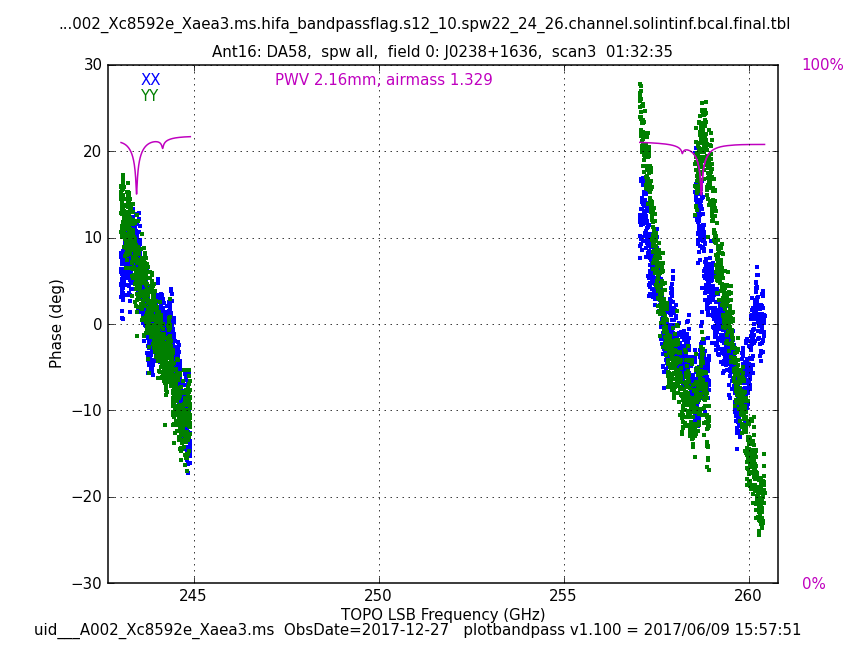 ...002_Xc8592e_Xaea3.ms.hifa_bandpassflag.s12_10.spw22_24_26.channel.solintinf.bcal.final.tbl
Ant16: DA58,  spw all,  field 0: J0238+1636,  scan3  01:32:35
XX
YY
PWV 2.16mm, airmass 1.329
100%
0%
30
20
10
0
−10
−20
−30
Phase (deg)
245
250
255
260
TOPO LSB Frequency (GHz)
uid___A002_Xc8592e_Xaea3.ms  ObsDate=2017-12-27   plotbandpass v1.100 = 2017/06/09 15:57:51